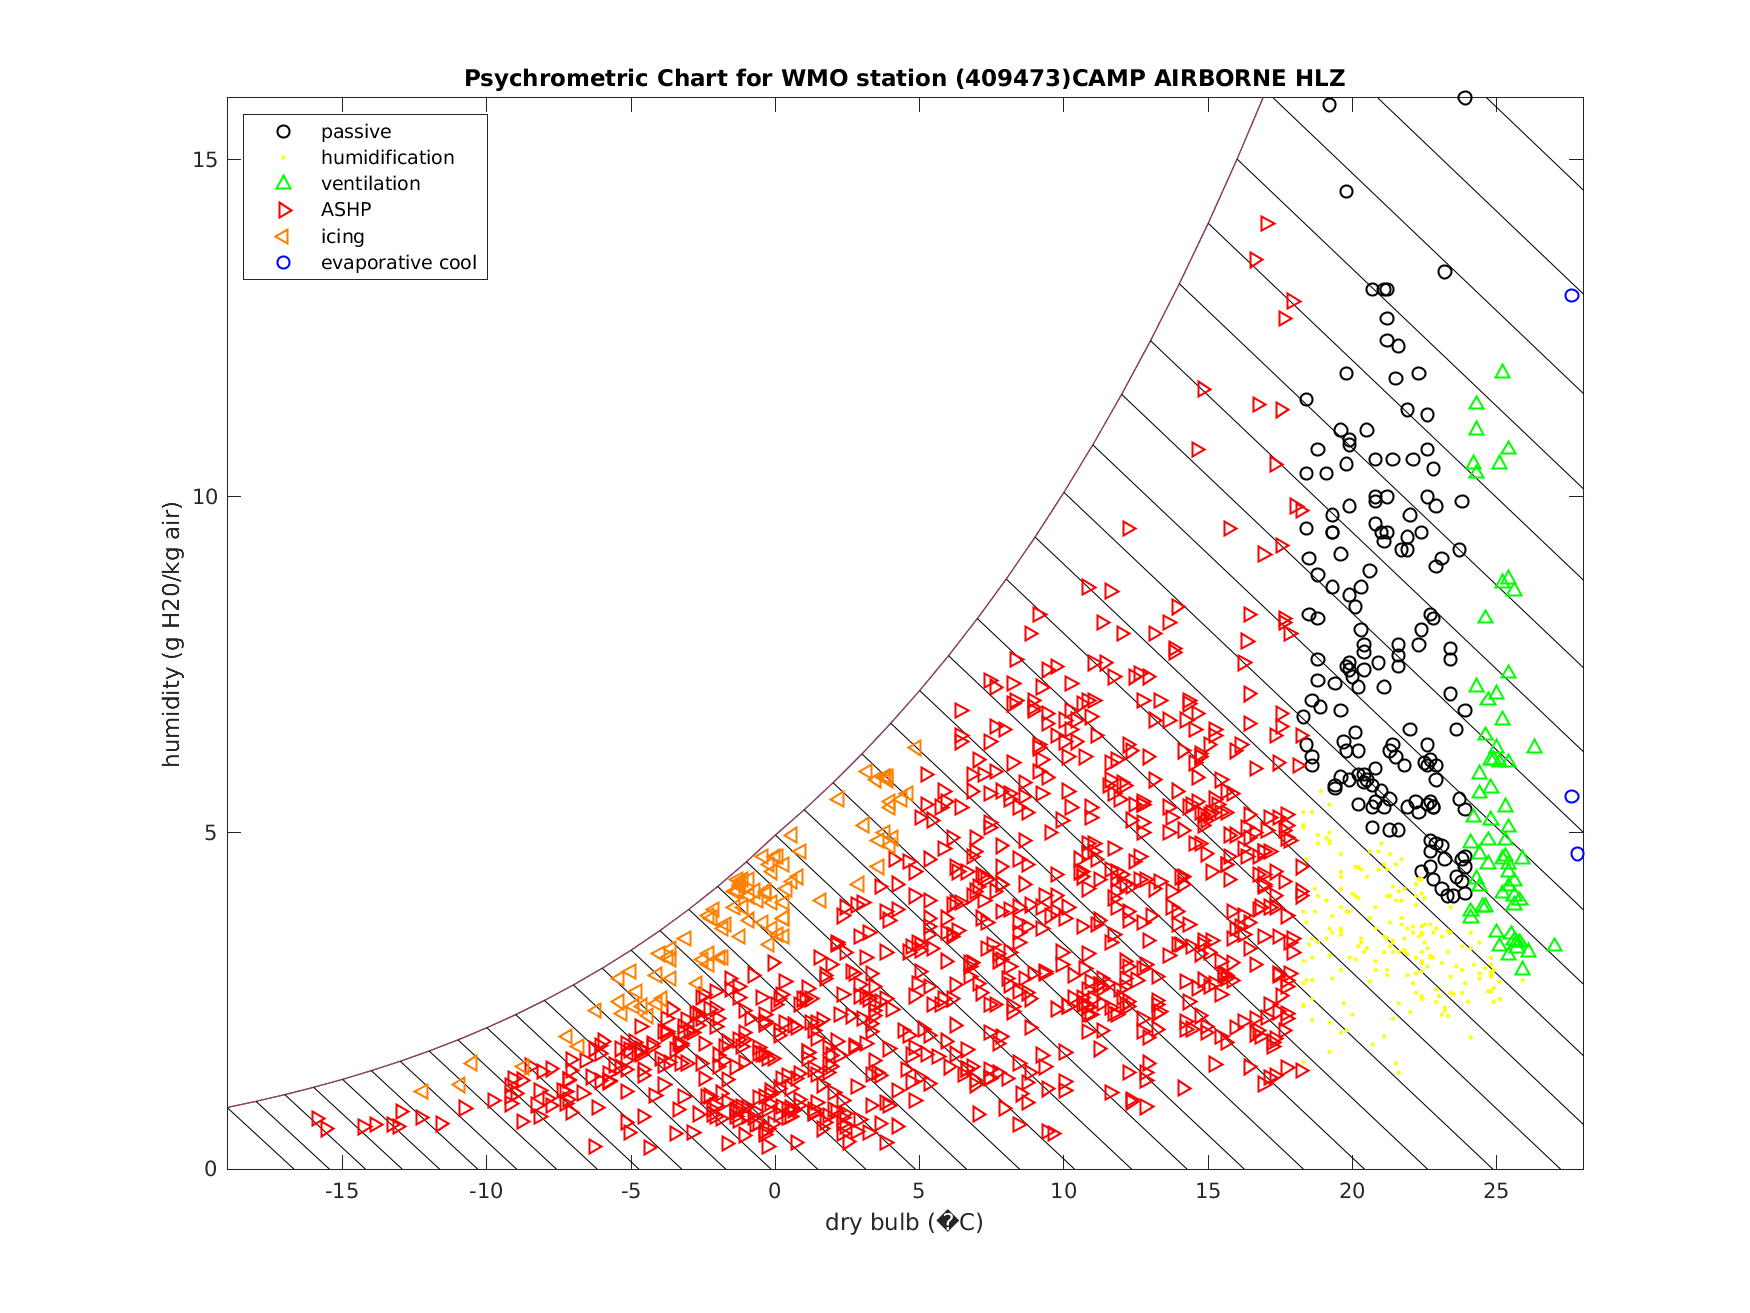 Psychrometric Chart for WMO station (409473)CAMP AIRBORNE HLZ
passive
humidification
ventilation
ASHP
icing
evaporative cool
15
10
5
0
humidity (g H20/kg air)
-15 -10 -5 0 5 10 15 20 25
dry bulb (�C)